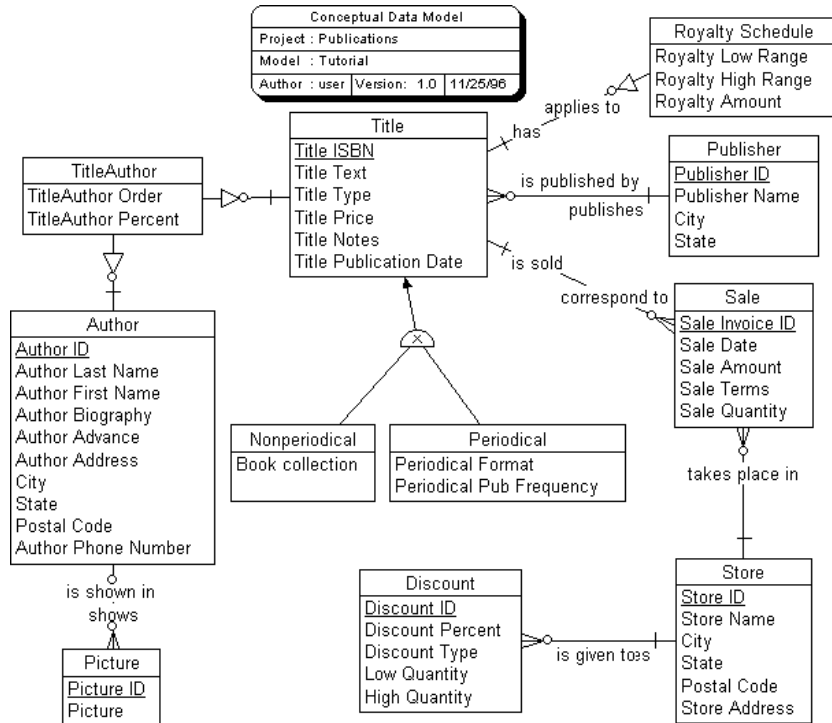 Conceptual Data Model
Project : Publications
Model : Tutorial
Author : user Version: 1.0 11/25/96
Royalty Schedule
Royalty Low Range
Royalty High Range
Royalty Amount
applies to
has
Title
Title ISBN
Title Text
Title Type
Title Price
Title Notes
Title Publication Date
TitleAuthor
TitleAuthor Order
TitleAuthor Percent
is published by
publishes
Publisher
Publisher ID
Publisher Name
City
State
is sold
correspond to
Sale
Sale Invoice ID
Sale Date
Sale Amount
Sale Terms
Sale Quantity
Author
Author ID
Author Last Name
Author First Name
Author Biography
Author Advance
Author Address
City
State
Postal Code
Author Phone Number
X
Nonperiodical
Book collection
Periodical
Periodical Format
Periodical Pub Frequency
takes place in
is shown in
shows
Picture
Picture ID
Picture
Discount
Discount ID
Discount Percent
Discount Type
Low Quantity
High Quantity
is given to
Store
Store ID
Store Name
City
State
Postal Code
Store Address